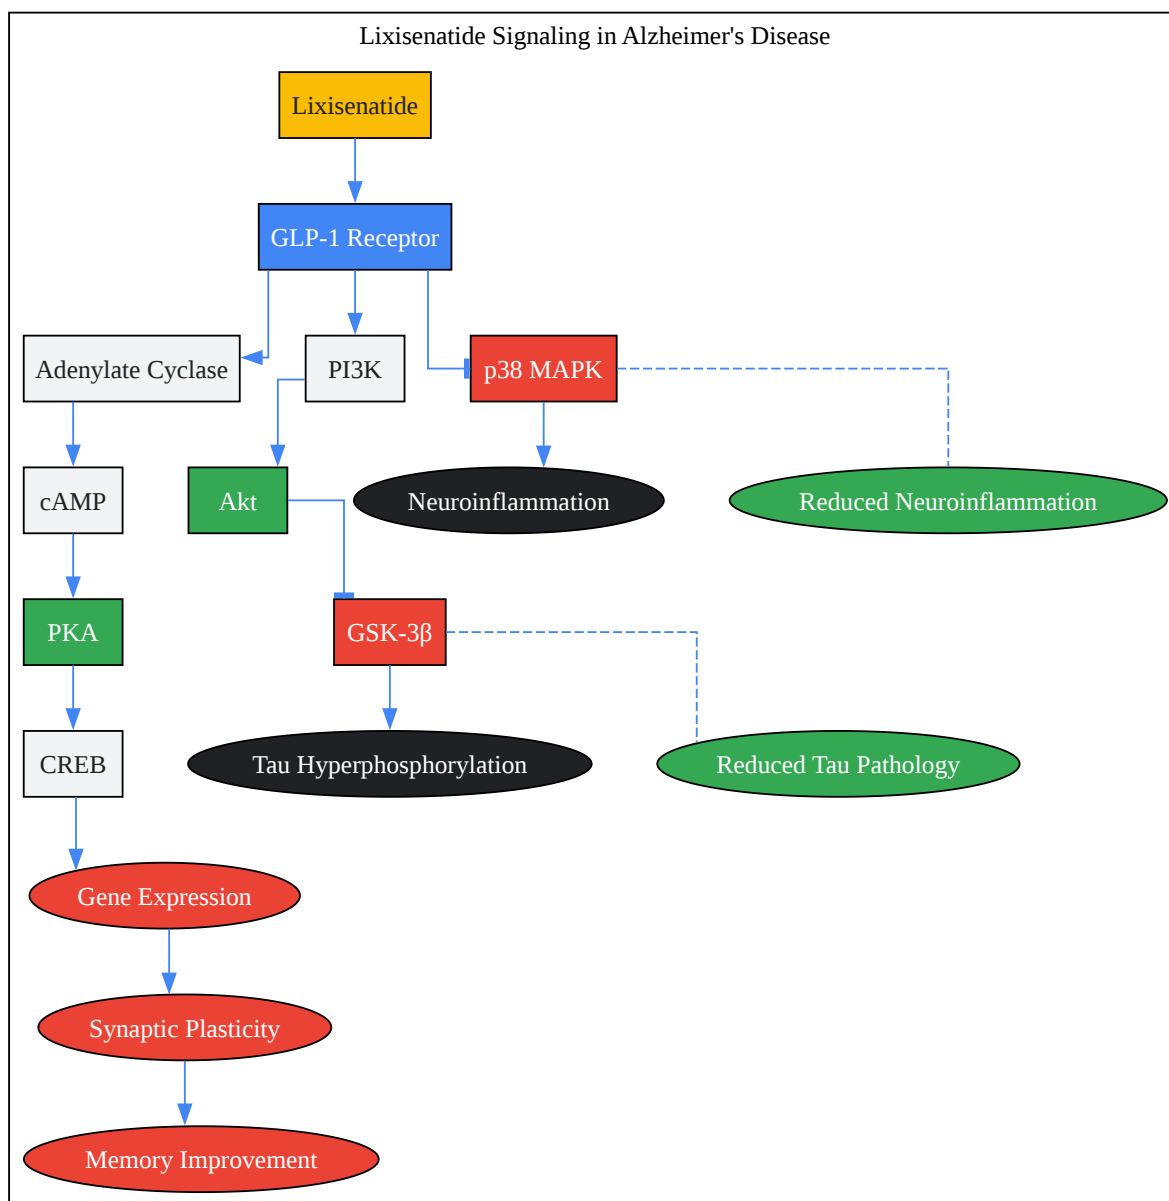 Lixisenatide Signaling in Alzheimer's Disease
Lixisenatide
GLP-1 Receptor
Adenylate Cyclase
PI3K
p38 MAPK
cAMP
Akt
Neuroinflammation
Reduced Neuroinflammation
PKA
GSK-3β
CREB
Tau Hyperphosphorylation
Reduced Tau Pathology
Gene Expression
Synaptic Plasticity
Memory Improvement